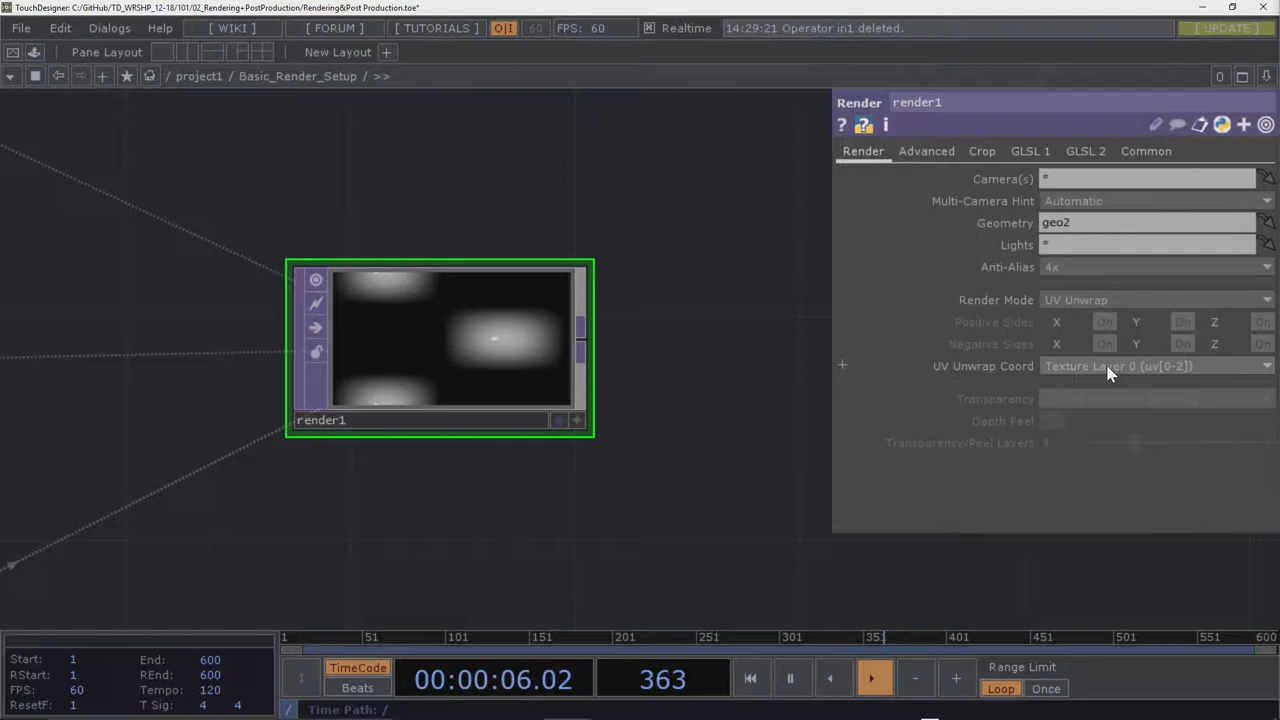 TouchDesigner: C:/GitHub/TD_WRSHP_12-18/101/02_Rendering+PostProduction/Rendering&Post Production.toe*
File Edit Dialogs Help [ WIKI ] [ FORUM ] [ TUTORIALS ] O|I 60 FPS: 60 Realtime 14:29:21 Operator in1 deleted. [ UPDATE ]
Pane Layout New Layout +
/ project1 / Basic_Render_Setup / >> 0
Render render1
? ? i
Render Advanced Crop GLSL 1 GLSL 2 Common
Camera(s) *
Multi-Camera Hint Automatic
Geometry geo2
Lights *
Anti-Alias 4x
Render Mode UV Unwrap
Positive Sides X On Y On Z On
Negative Sides X On Y On Z On
UV Unwrap Coord Texture Layer 0 (uv[0-2])
Transparency
Depth Peel
Transparency/Peel Layers
render1
1 51 101 151 201 251 301 351 401 451 501 551 600
Start: 1 End: 600
RStart: 1 REnd: 600
FPS: 60 Tempo: 120
ResetF: 1 T Sig: 4 4
1 TimeCode Beats 00:00:06.02 363 - + Range Limit
Loop Once
/ Time Path: /